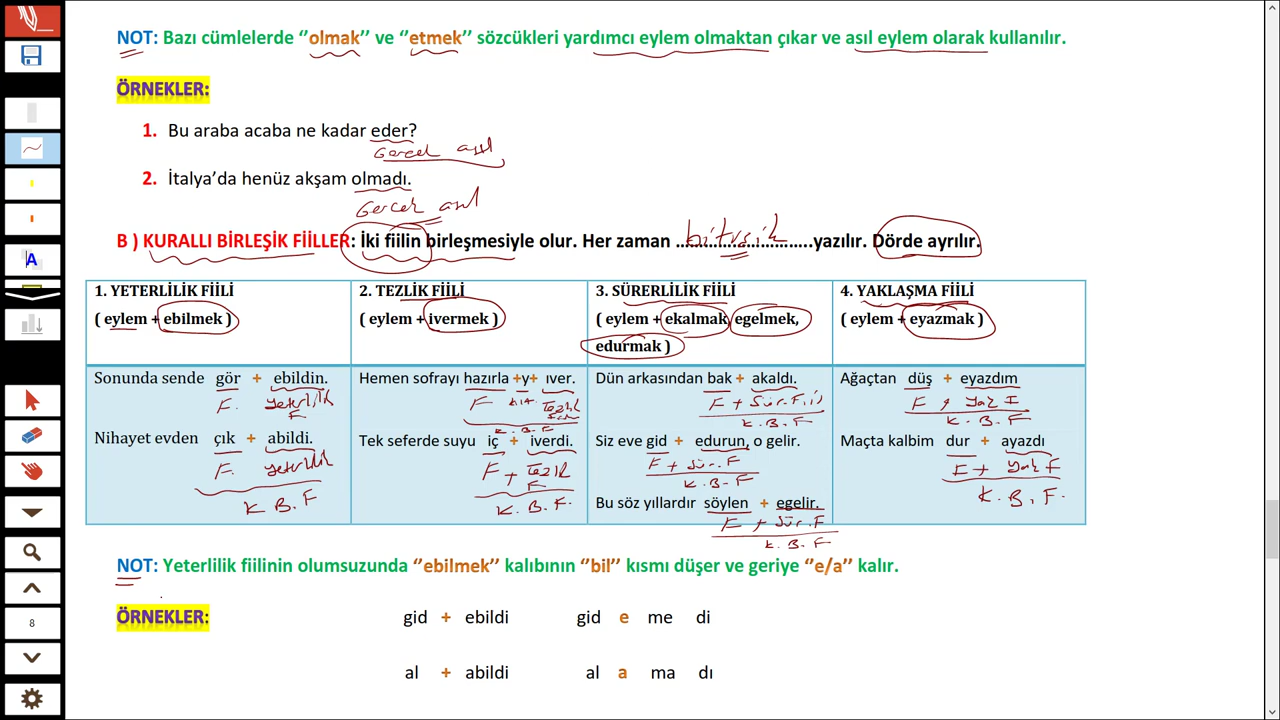 NOT: Bazı cümlelerde ‘’olmak’’ ve ‘’etmek’’ sözcükleri yardımcı eylem olmaktan çıkar ve asıl eylem olarak kullanılır.
ÖRNEKLER:
1. Bu araba acaba ne kadar eder?
Gerçek asıl
2. İtalya’da henüz akşam olmadı.
Gerçek asıl
B ) KURALLI BİRLEŞİK FİİLLER: İki fiilin birleşmesiyle olur. Her zaman ...bitişik...yazılır. Dörde ayrılır.
1. YETERLİLİK FİİLİ
( eylem + ebilmek )
Sonunda sende gör + ebildin.
F. Yeterlilik
F
Nihayet evden çık + abildi.
F. Yeterlilik
K. B. F
2. TEZLİK FİİLİ
( eylem + ivermek )
Hemen sofrayı hazırla +y+ ıver.
F Tezlik
K. B. F
Tek seferde suyu iç + iverdi.
F + Tezlik
F
K. B. F.
3. SÜRERLİLİK FİİLİ
( eylem + ekalmak egelmek,
edurmak )
Dün arkasından bak + akaldı.
F + Sür. Fiili
K. B. F
Siz eve gid + edurun, o gelir.
F + Sür. F
K. B. F
Bu söz yıllardır söylen + egelir.
F + Sür. F
K. B. F
4. YAKLAŞMA FİİLİ
( eylem + eyazmak )
Ağaçtan düş + eyazdım
F + Yak F
K. B. F
Maçta kalbim dur + ayazdı
F + Yak F
K. B. F.
NOT: Yeterlilik fiilinin olumsuzunda ‘’ebilmek’’ kalıbının ‘’bil’’ kısmı düşer ve geriye ‘’e/a’’ kalır.
ÖRNEKLER:
gid + ebildi gid e me di
al + abildi al a ma dı
A
8